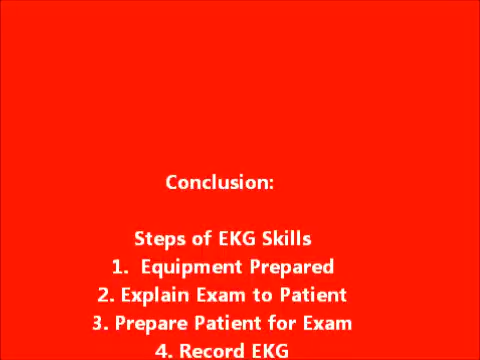 Conclusion:
Steps of EKG Skills
1. Equipment Prepared
2. Explain Exam to Patient
3. Prepare Patient for Exam
4. Record EKG